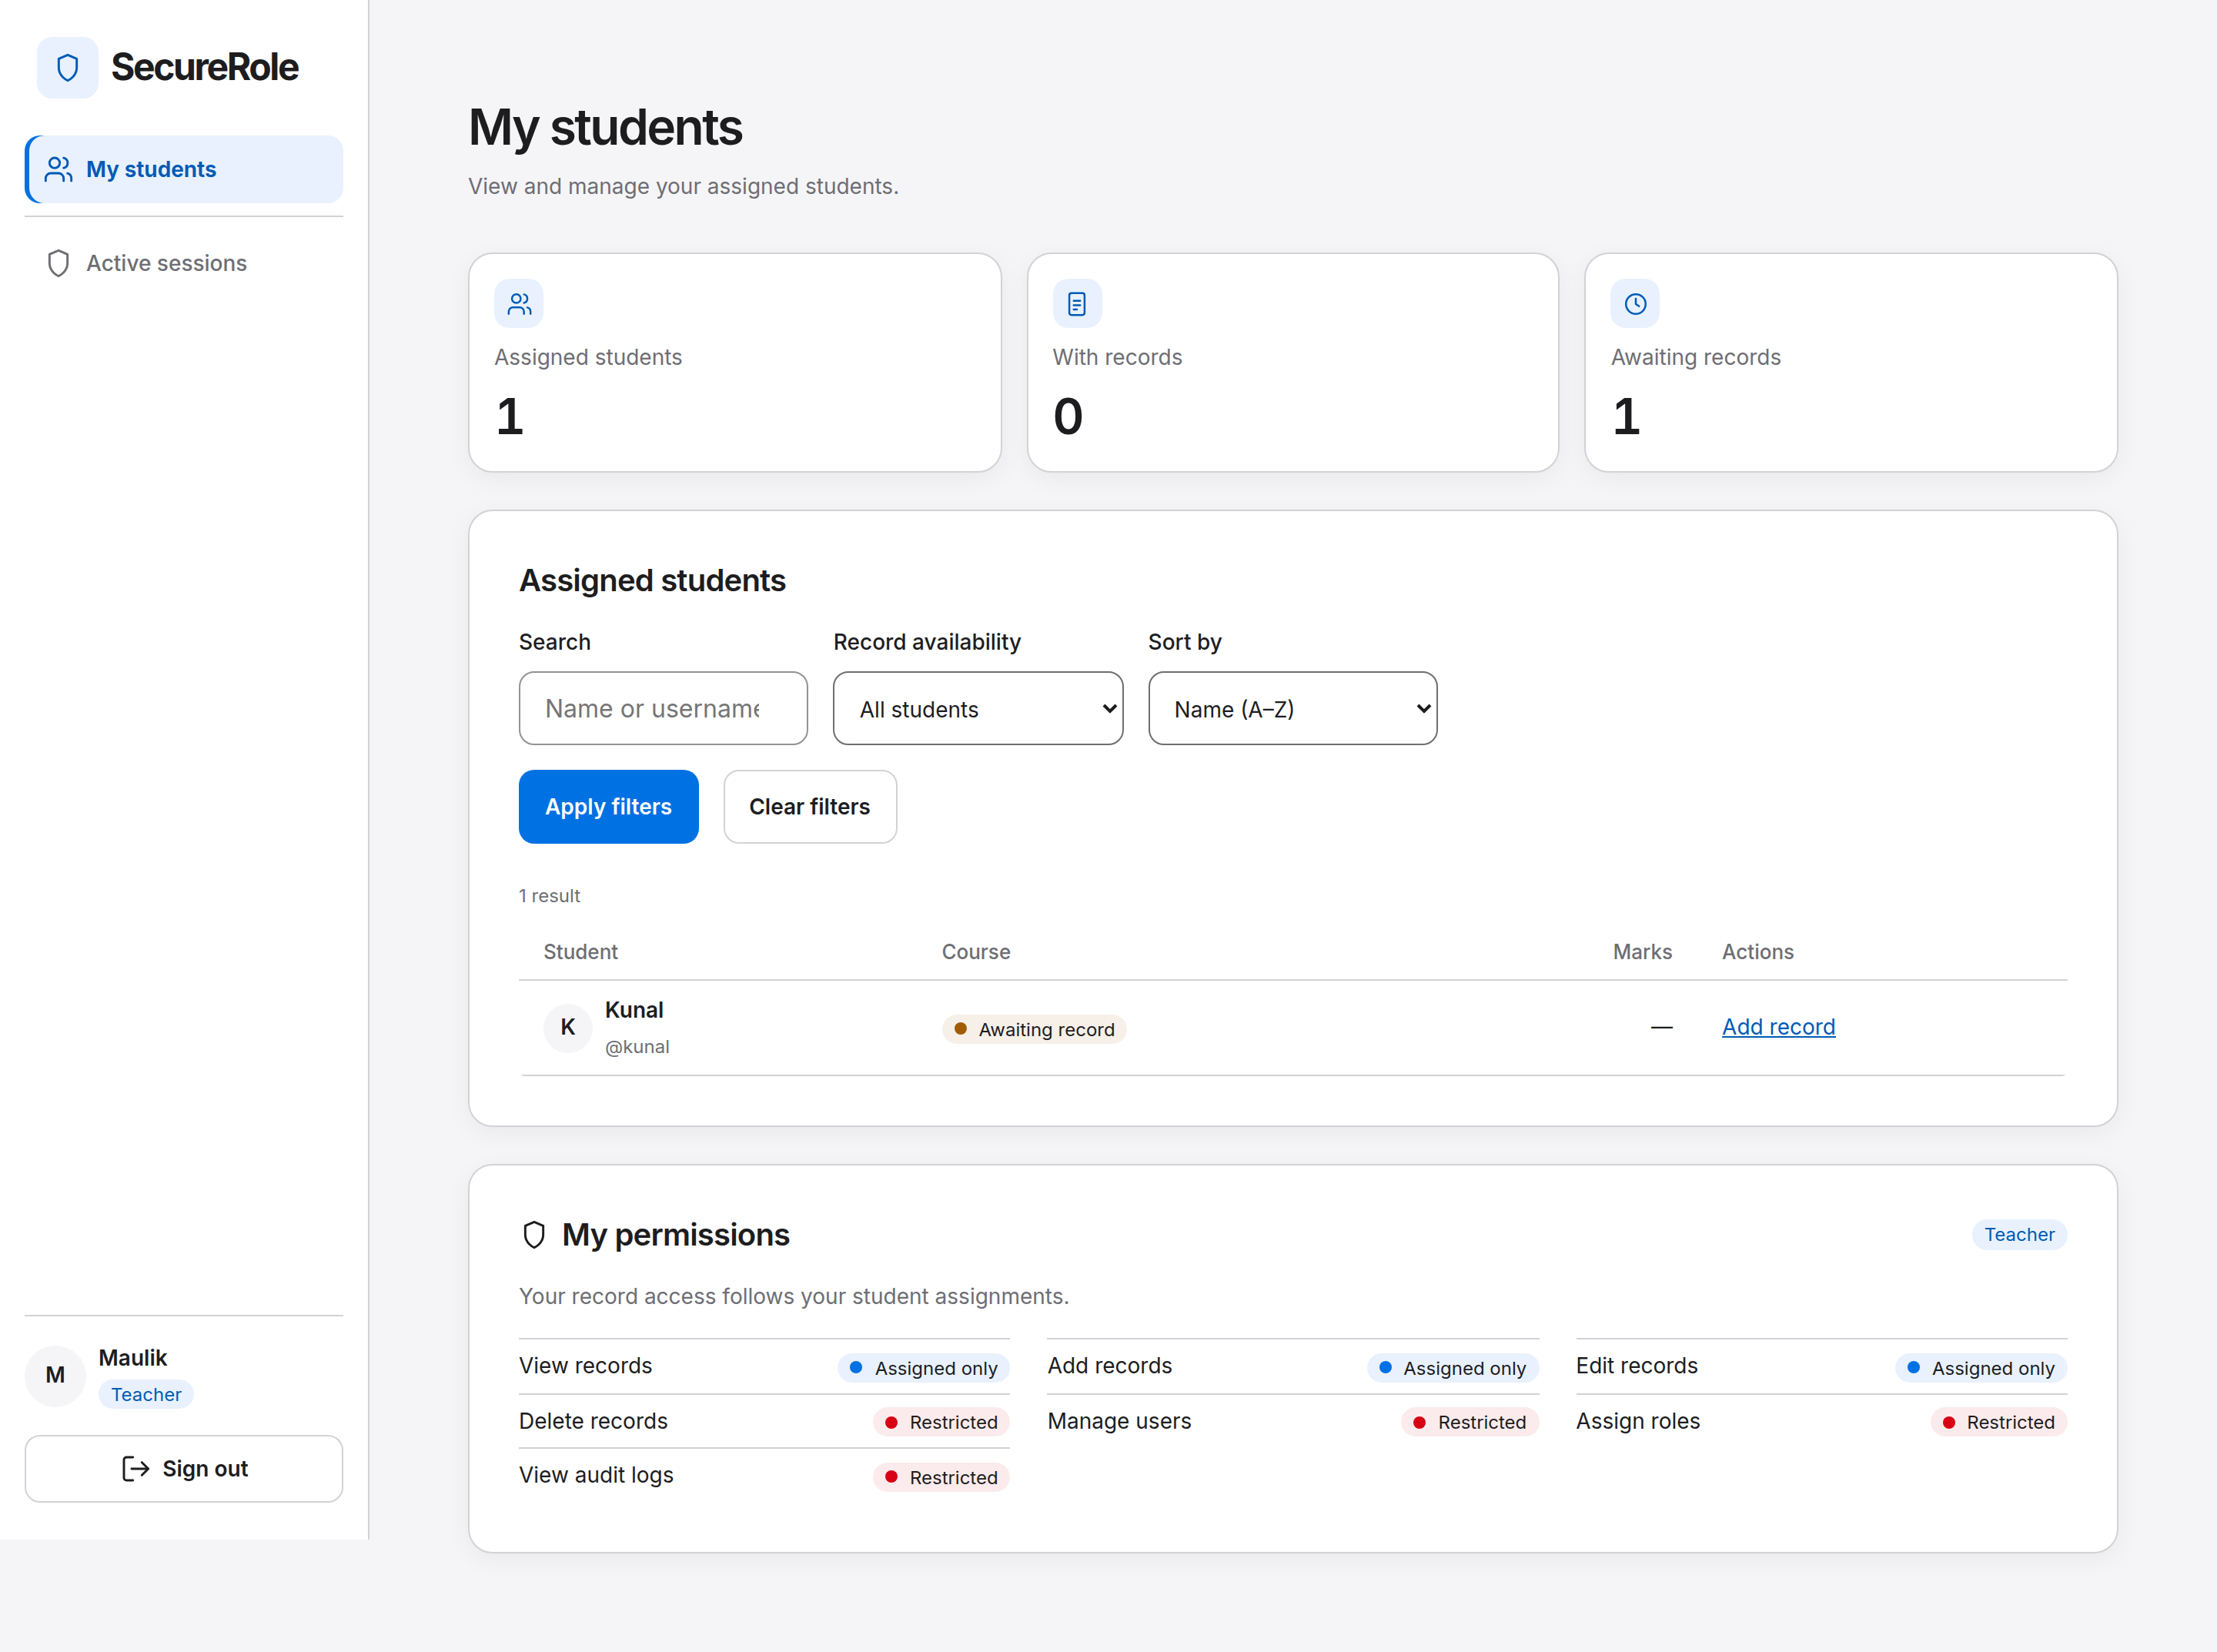 SecureRole
My students
Active sessions
Maulik
Teacher
Sign out
My students
View and manage your assigned students.
Assigned students
1
With records
0
Awaiting records
1
Assigned students
Search Record availability Sort by
Name or username All students Name (A–Z)
Apply filters Clear filters
1 result
Student Course Marks Actions
K Kunal @kunal Awaiting record — Add record
My permissions Teacher
Your record access follows your student assignments.
View records Assigned only Add records Assigned only Edit records Assigned only
Delete records Restricted Manage users Restricted Assign roles Restricted
View audit logs Restricted
M